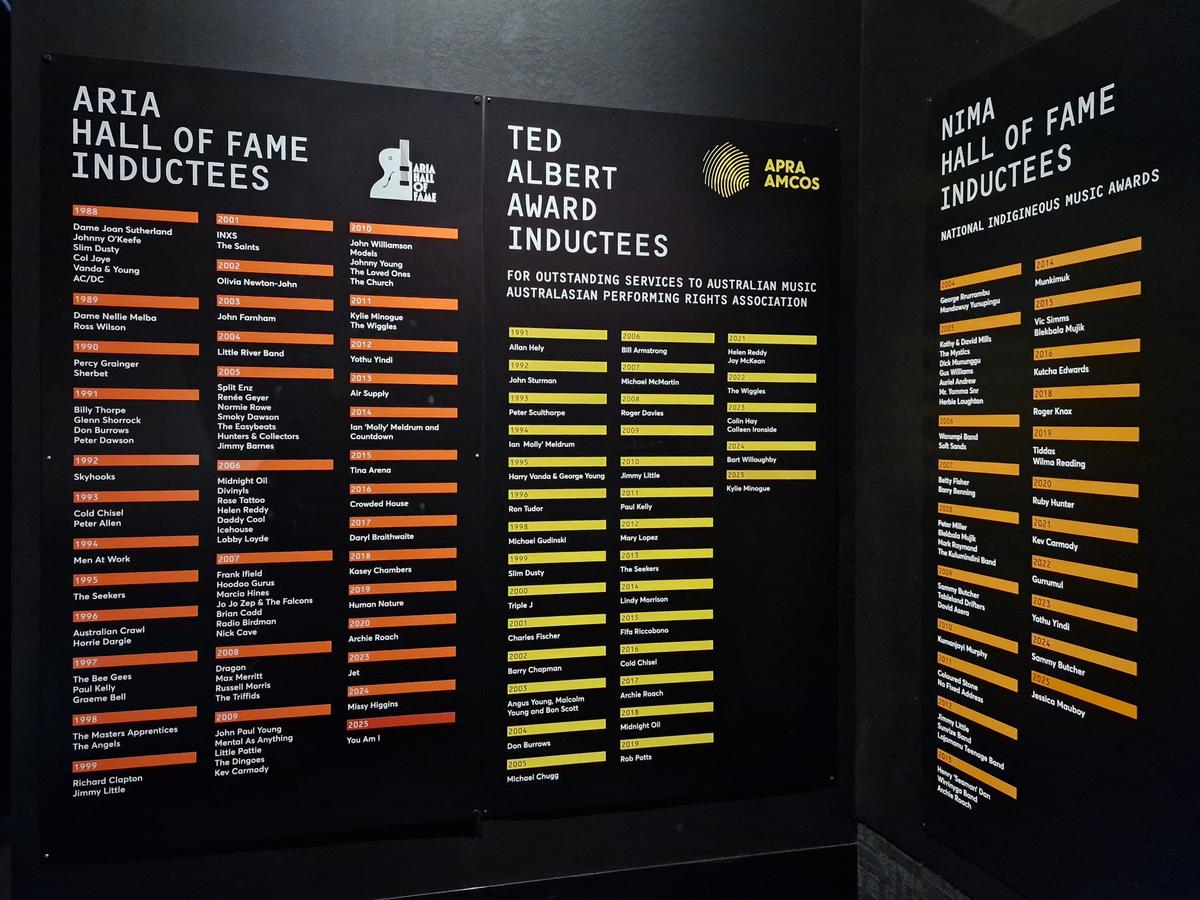 ARIA
HALL OF FAME
INDUCTEES
ARIA
HALL
OF
FAME
1988
Dame Joan Sutherland
Johnny O'Keefe
Slim Dusty
Col Joye
Vanda & Young
AC/DC
1989
Dame Nellie Melba
Ross Wilson
1990
Percy Grainger
Sherbet
1991
Billy Thorpe
Glenn Shorrock
Don Burrows
Peter Dawson
1992
Skyhooks
1993
Cold Chisel
Peter Allen
1994
Men At Work
1995
The Seekers
1996
Australian Crawl
Horrie Dargie
1997
The Bee Gees
Paul Kelly
Graeme Bell
1998
The Masters Apprentices
The Angels
1999
Richard Clapton
Jimmy Little
2001
INXS
The Saints
2002
Olivia Newton-John
2003
John Farnham
2004
Little River Band
2005
Split Enz
Renée Geyer
Normie Rowe
Smoky Dawson
The Easybeats
Hunters & Collectors
Jimmy Barnes
2006
Midnight Oil
Divinyls
Rose Tattoo
Helen Reddy
Daddy Cool
Icehouse
Lobby Loyde
2007
Frank Ifield
Hoodoo Gurus
Marcia Hines
Jo Jo Zep & The Falcons
Brian Cadd
Radio Birdman
Nick Cave
2008
Dragon
Max Merritt
Russell Morris
The Triffids
2009
John Paul Young
Mental As Anything
Little Pattie
The Dingoes
Kev Carmody
2010
John Williamson
Models
Johnny Young
The Loved Ones
The Church
2011
Kylie Minogue
The Wiggles
2012
Yothu Yindi
2013
Air Supply
2014
Ian 'Molly' Meldrum and
Countdown
2015
Tina Arena
2016
Crowded House
2017
Daryl Braithwaite
2018
Kasey Chambers
2019
Human Nature
2020
Archie Roach
2023
Jet
2024
Missy Higgins
2025
You Am I
TED
ALBERT
AWARD
INDUCTEES
APRA
AMCOS
FOR OUTSTANDING SERVICES TO AUSTRALIAN MUSIC
AUSTRALASIAN PERFORMING RIGHTS ASSOCIATION
1991
Allan Hely
1992
John Sturman
1993
Peter Sculthorpe
1994
Ian 'Molly' Meldrum
1995
Harry Vanda & George Young
1996
Ron Tudor
1998
Michael Gudinski
1999
Slim Dusty
2000
Triple J
2001
Charles Fischer
2002
Barry Chapman
2003
Angus Young, Malcolm
Young and Bon Scott
2004
Don Burrows
2005
Michael Chugg
2006
Bill Armstrong
2007
Michael McMartin
2008
Roger Davies
2009
2010
Jimmy Little
2011
Paul Kelly
2012
Mary Lopez
2013
The Seekers
2014
Lindy Morrison
2015
Fifa Riccobono
2016
Cold Chisel
2017
Archie Roach
2018
Midnight Oil
2019
Rob Potts
2021
Helen Reddy
Joy McKean
2022
The Wiggles
2023
Colin Hay
Colleen Ironside
2024
Bart Willoughby
2025
Kylie Minogue
NIMA
HALL OF FAME
INDUCTEES
NATIONAL INDIGINEOUS MUSIC AWARDS
2004
George Rrurrambu
Mandawuy Yunupingu
2005
Kathy & David Mills
The Mystics
Dick Mununggu
Gus Williams
Auriel Andrew
Mr. Yamma Snr
Herbie Laughton
2006
Warumpi Band
Soft Sands
2007
Betty Fisher
Barry Benning
2008
Peter Miller
Blekbala Mujik
Mark Raymond
The Kulumindini Band
2009
Sammy Butcher
Tableland Drifters
David Asera
2010
Kumanjayi Murphy
2011
Coloured Stone
No Fixed Address
2012
Jimmy Little
Sunrize Band
Lajamanu Teenage Band
2013
Henry 'Seaman' Dan
Wirrinyga Band
Archie Roach
2014
Munkimuk
2015
Vic Simms
Blekbala Mujik
2016
Kutcha Edwards
2018
Roger Knox
2019
Tiddas
Wilma Reading
2020
Ruby Hunter
2021
Kev Carmody
2022
Gurrumul
2023
Yothu Yindi
2024
Sammy Butcher
2025
Jessica Mauboy